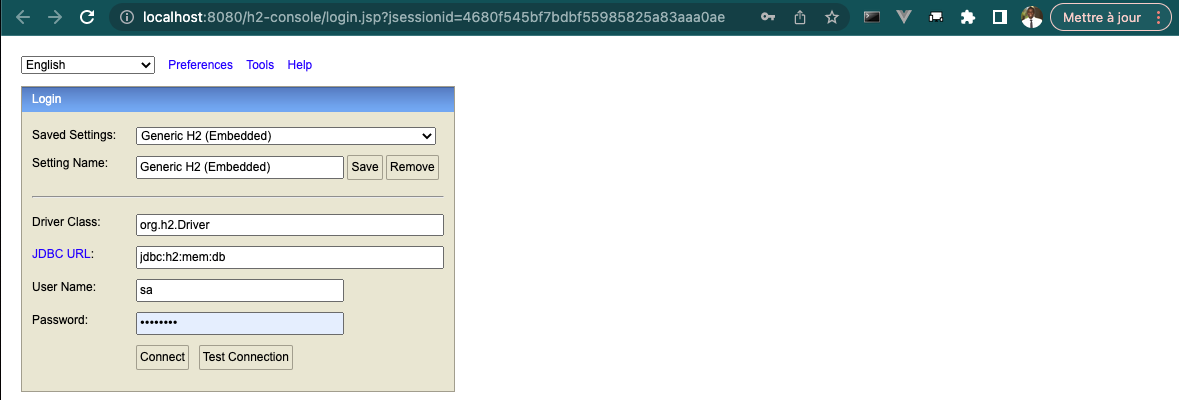 localhost:8080/h2-console/login.jsp?jsessionid=4680f545bf7bdbf55985825a83aaa0ae
Mettre à jour
English Preferences Tools Help
Login
Saved Settings: Generic H2 (Embedded)
Setting Name: Generic H2 (Embedded) Save Remove
Driver Class: org.h2.Driver
JDBC URL: jdbc:h2:mem:db
User Name: sa
Password: ••••••••
Connect Test Connection